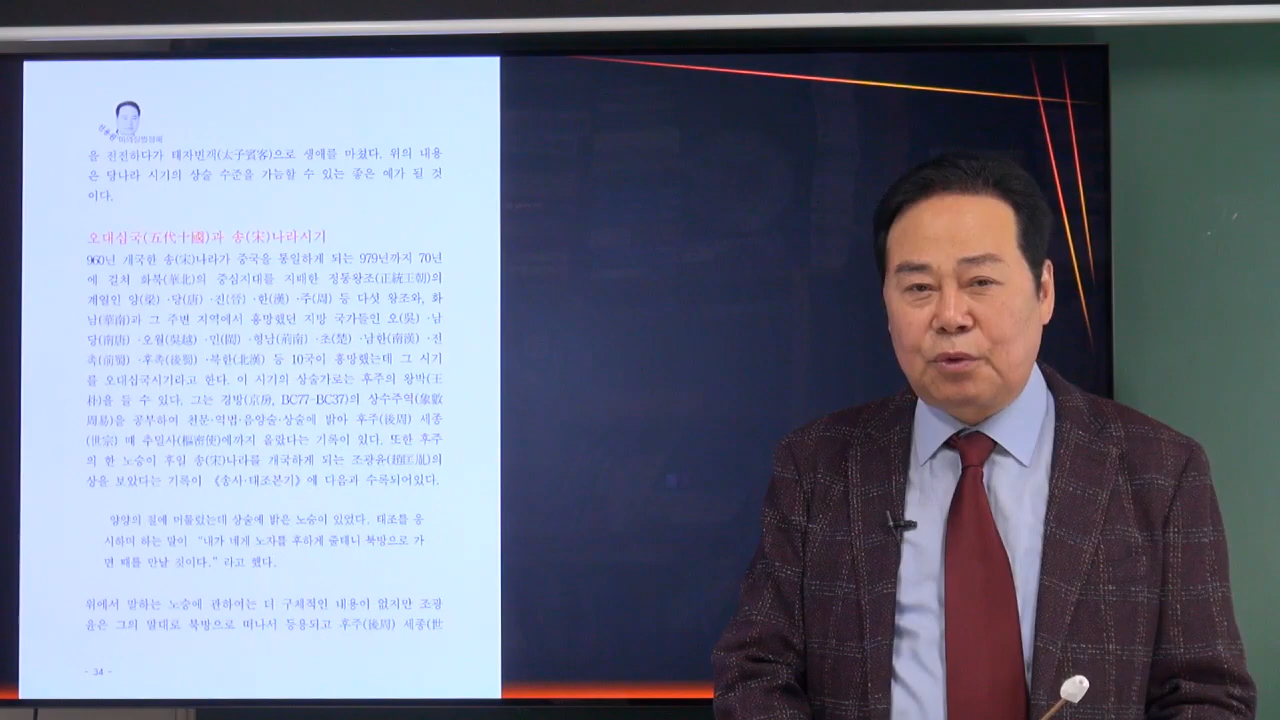 을 전전하다가 태자빈객(太子賓客)으로 생애를 마쳤다. 위의 내용
은 당나라 시기의 상술 수준을 가늠할 수 있는 좋은 예가 될 것
이다.
오대십국(五代十國)과 송(宋)나라시기
960년 개국한 송(宋)나라가 중국을 통일하게 되는 979년까지 70년
에 걸쳐 화북(華北)의 중심지대를 지배한 정통왕조(正統王朝)의
계열인 양(梁)·당(唐)·진(晉)·한(漢)·주(周) 등 다섯 왕조와, 화
남(華南)과 그 주변 지역에서 흥망했던 지방 국가들인 오(吳)·남
당(南唐)·오월(吳越)·민(閩)·형남(荊南)·초(楚)·남한(南漢)·전
촉(前蜀)·후촉(後蜀)·북한(北漢) 등 10국이 흥망했는데 그 시기
를 오대십국시기라고 한다. 이 시기의 상술가로는 후주의 왕박(王
朴)을 들 수 있다. 그는 경방(京房, BC77-BC37)의 상수주역(象數
周易)을 공부하여 천문·역법·음양술·상술에 밝아 후주(後周) 세종
(世宗) 때 추밀사(樞密使)에까지 올랐다는 기록이 있다. 또한 후주
의 한 노승이 후일 송(宋)나라를 개국하게 되는 조광윤(趙匡胤)의
상을 보았다는 기록이 《송사·태조본기》에 다음과 수록되어있다.
양양의 절에 머물렀는데 상술에 밝은 노승이 있었다. 태조를 응
시하며 하는 말이 “내가 네게 노자를 후하게 줄테니 북방으로 가
면 때를 만날 것이다.” 라고 했다.
위에서 말하는 노승에 관하여는 더 구체적인 내용이 없지만 조광
윤은 그의 말대로 북방으로 떠나서 등용되고 후주(後周) 세종(世
- 34 -